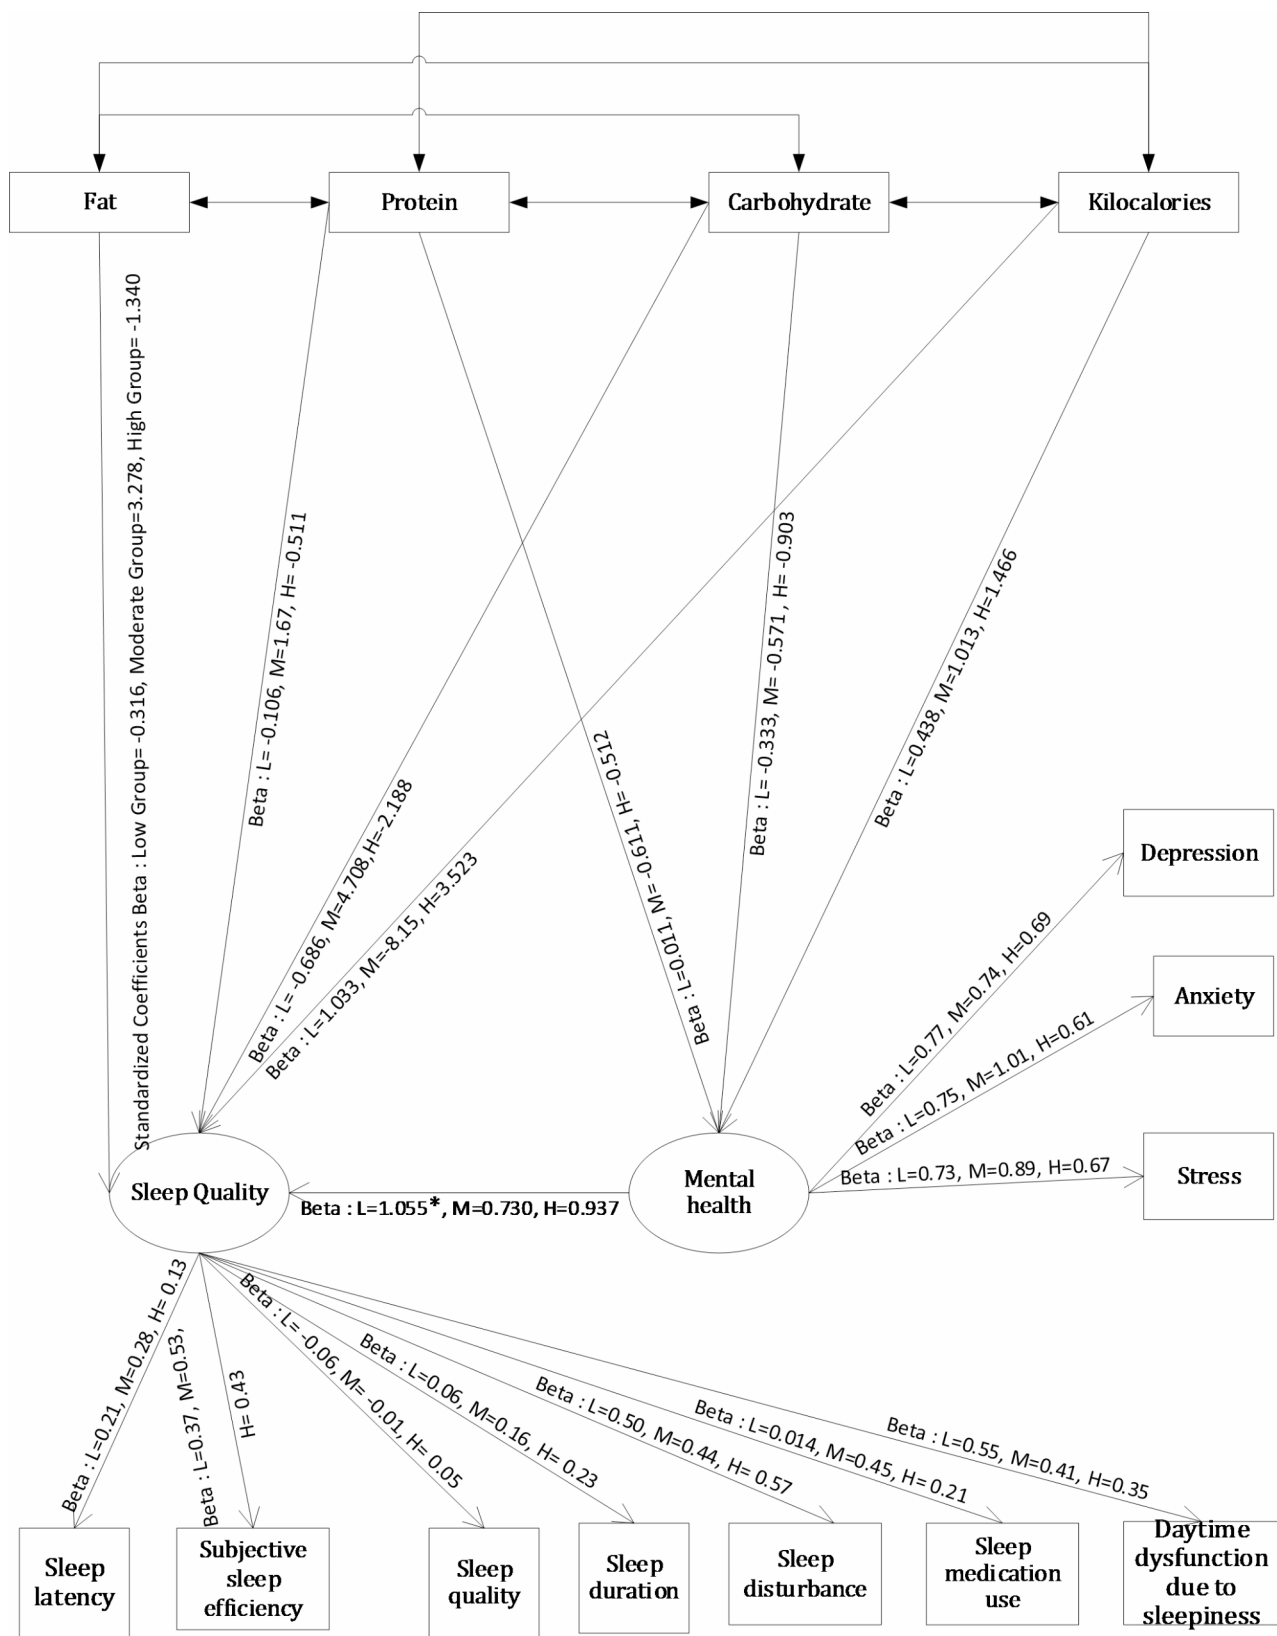 Fat
Protein
Carbohydrate
Kilocalories
Standardized Coefficients Beta : Low Group= -0.316, Moderate Group=3.278, High Group= -1.340
Beta : L= -0.106, M=1.67, H= -0.511
Beta : L= -0.686, M=4.708,H=-2.188
Beta : L=1.033, M=-8.15, H=3.523
Beta : L=0.011, M= -0.611, H= -0.512
Beta : L= -0.333, M= -0.571 , H= -0.903
Beta : L=0.438, M=1.013, H=1.466
Depression
Beta : L=0.77, M=0.74, H=0.69
Anxiety
Beta : L=0.75, M=1.01, H=0.61
Stress
Beta : L=0.73, M=0.89, H=0.67
Sleep Quality
Mental
health
Beta : L=1.055*, M=0.730, H=0.937
Beta : L=0.21, M=0.28, H= 0.13
Beta : L=0.37, M=0.53,
H= 0.43
Beta : L= -0.06, M= -0.01, H= 0.05
Beta : L=0.06, M=0.16, H= 0.23
Beta : L=0.50, M=0.44, H= 0.57
Beta : L=0.014, M=0.45, H= 0.21
Beta : L=0.55, M=0.41, H=0.35
Sleep
latency
Subjective
sleep
efficiency
Sleep
quality
Sleep
duration
Sleep
disturbance
Sleep
medication
use
Daytime
dysfunction
due to
sleepiness